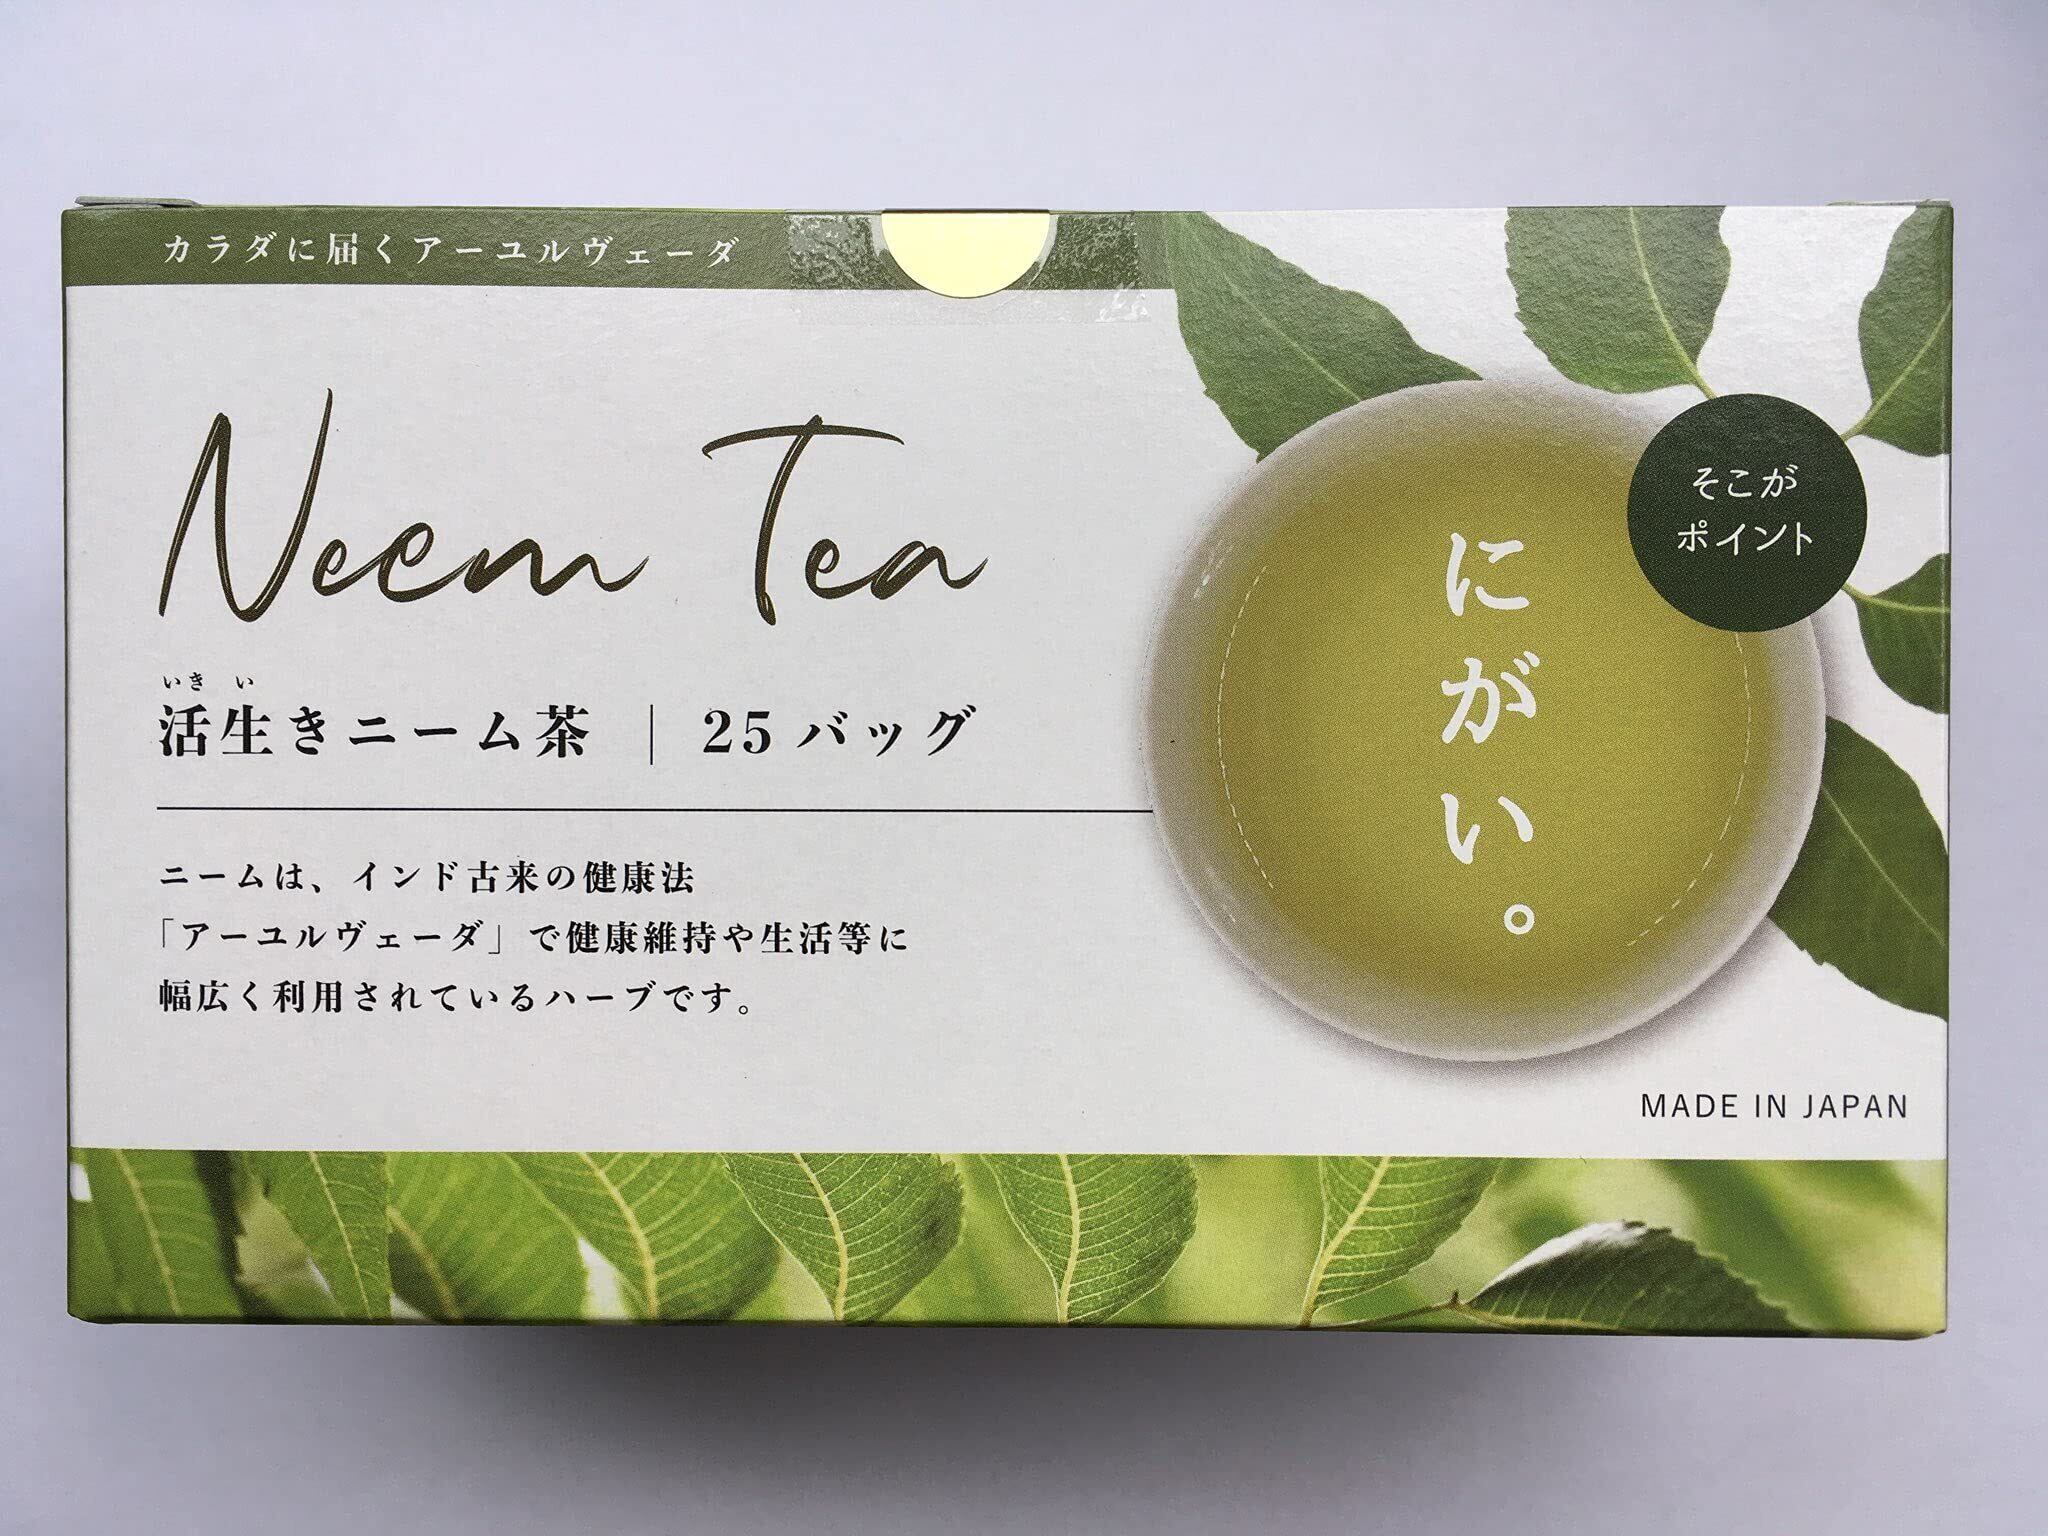 カラダに届くアーユルヴェーダ
Neem Tea
いき い
活生きニーム茶 | 25バッグ
ニームは、インド古来の健康法
「アーユルヴェーダ」で健康維持や生活等に
幅広く利用されているハーブです。
そこが
ポイント
にがい。
MADE IN JAPAN